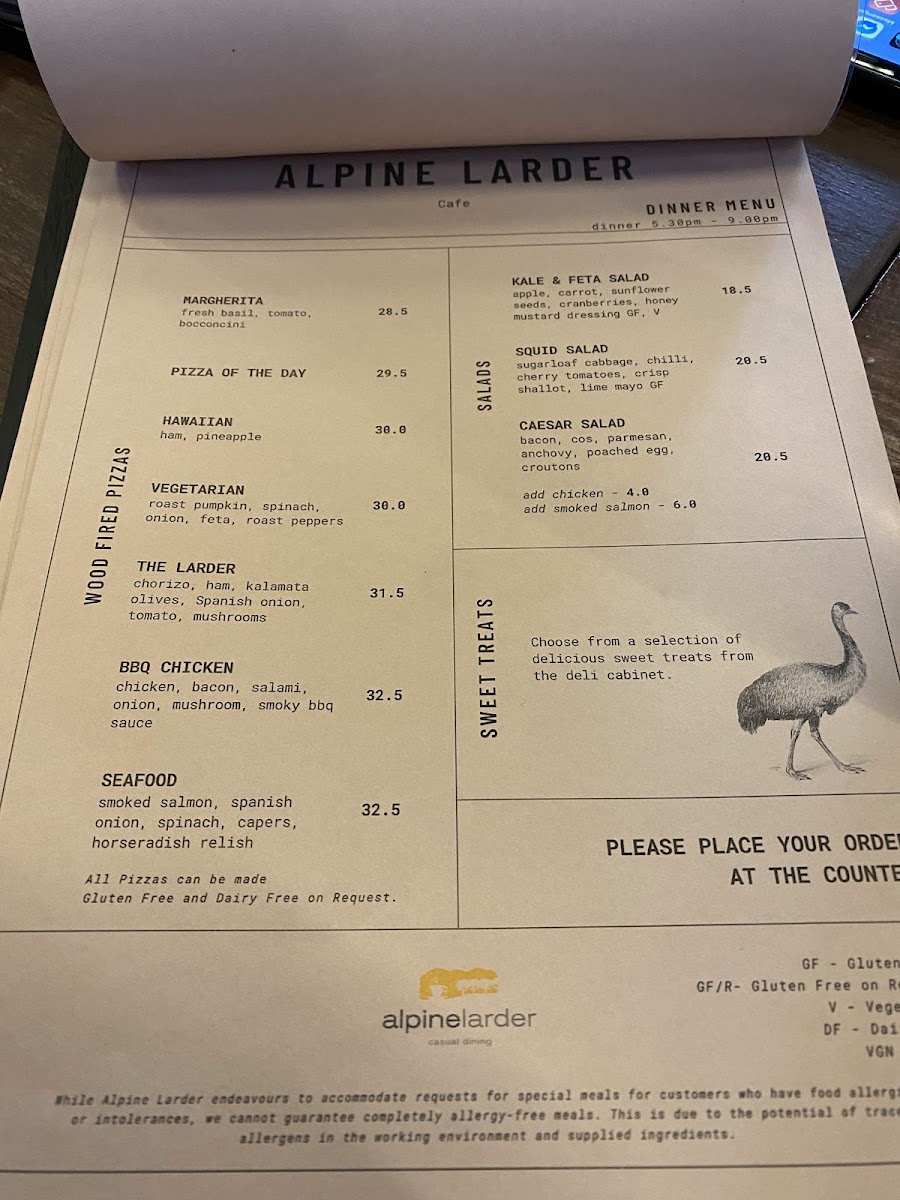 ALPINE LARDER
Cafe
DINNER MENU
dinner 5.30pm - 9.00pm
WOOD FIRED PIZZAS
MARGHERITA
fresh basil, tomato, 28.5
bocconcini
PIZZA OF THE DAY 29.5
HAWAIIAN
ham, pineapple 30.0
VEGETARIAN
roast pumpkin, spinach, 30.0
onion, feta, roast peppers
THE LARDER
chorizo, ham, kalamata 31.5
olives, Spanish onion,
tomato, mushrooms
BBQ CHICKEN
chicken, bacon, salami, 32.5
onion, mushroom, smoky bbq
sauce
SEAFOOD
smoked salmon, spanish 32.5
onion, spinach, capers,
horseradish relish
All Pizzas can be made
Gluten Free and Dairy Free on Request.
SALADS
KALE & FETA SALAD
apple, carrot, sunflower 18.5
seeds, cranberries, honey
mustard dressing GF, V
SQUID SALAD
sugarloaf cabbage, chilli, 20.5
cherry tomatoes, crisp
shallot, lime mayo GF
CAESAR SALAD
bacon, cos, parmesan,
anchovy, poached egg, 20.5
croutons
add chicken - 4.0
add smoked salmon - 6.0
SWEET TREATS
Choose from a selection of
delicious sweet treats from
the deli cabinet.
PLEASE PLACE YOUR ORDE
AT THE COUNTE
alpinelarder
casual dining
GF - Gluten
GF/R- Gluten Free on R
V - Vege
DF - Dai
VGN
While Alpine Larder endeavours to accommodate requests for special meals for customers who have food allergi
or intolerances, we cannot guarantee completely allergy-free meals. This is due to the potential of trace
allergens in the working environment and supplied ingredients.